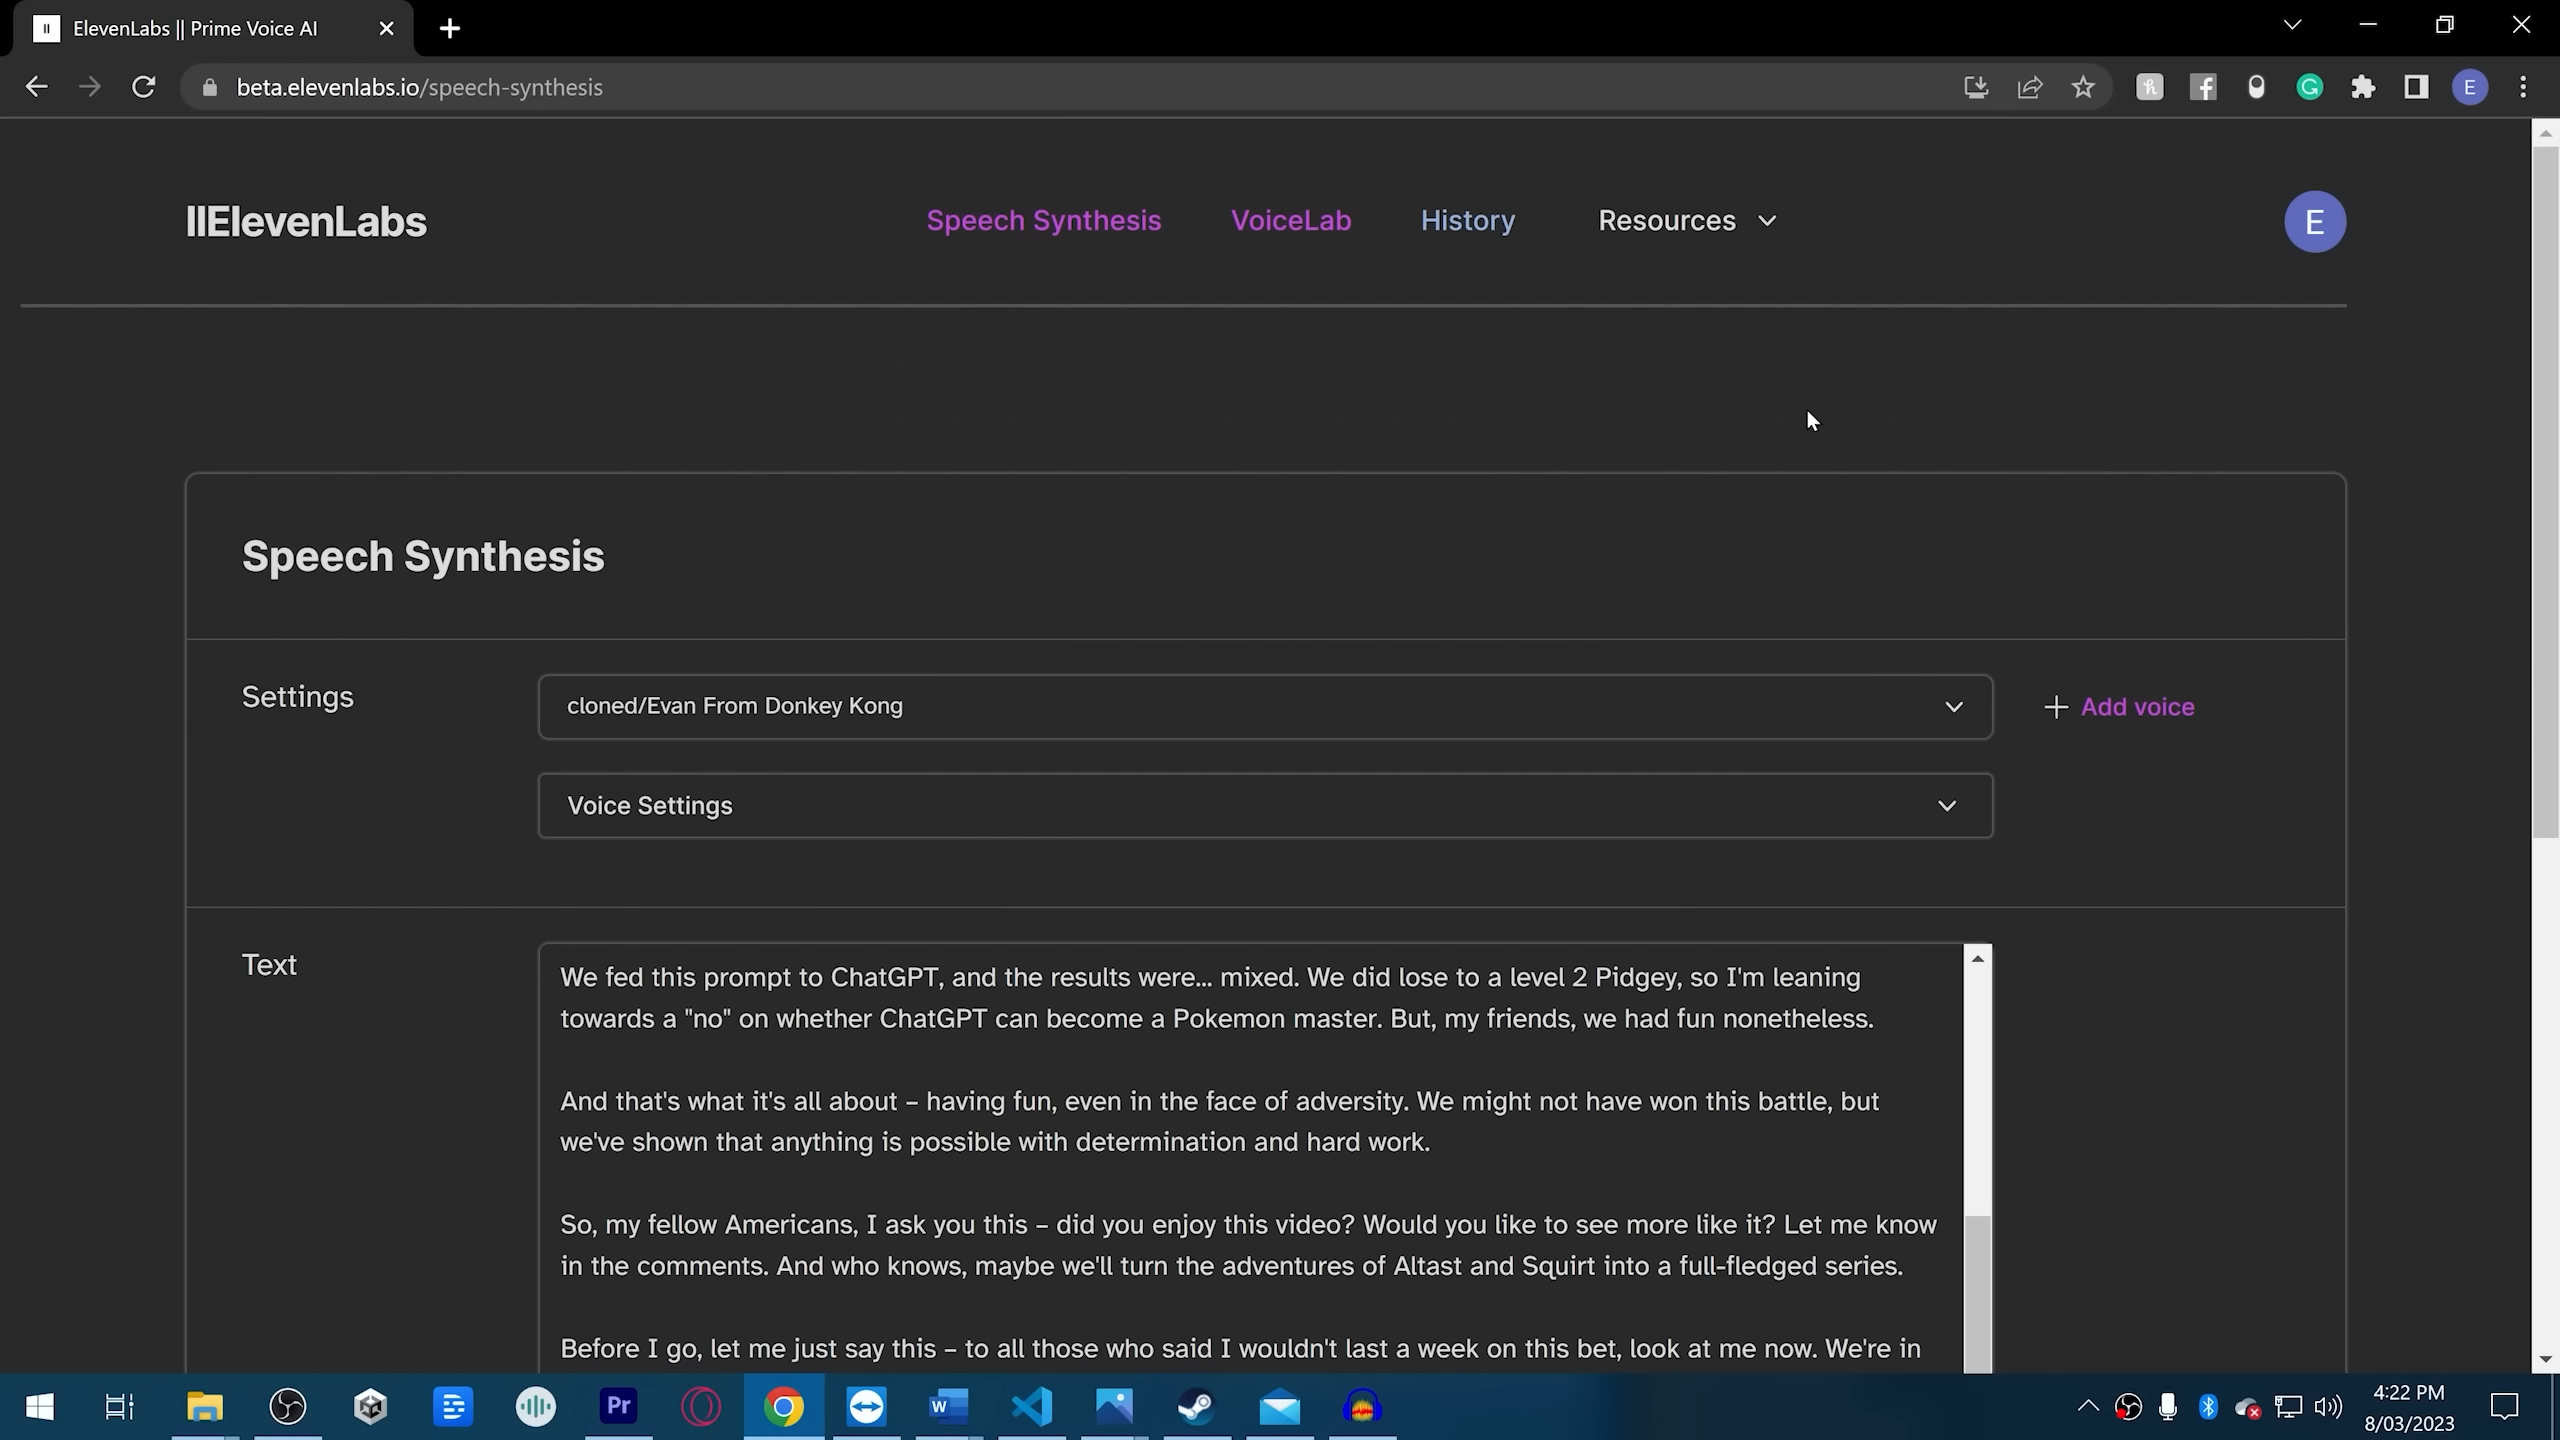 ElevenLabs || Prime Voice AI
beta.elevenlabs.io/speech-synthesis
E
IIElevenLabs
Speech Synthesis
VoiceLab
History
Resources
E
Speech Synthesis
Settings
cloned/Evan From Donkey Kong
Add voice
Voice Settings
Text
We fed this prompt to ChatGPT, and the results were... mixed. We did lose to a level 2 Pidgey, so I'm leaning
towards a "no" on whether ChatGPT can become a Pokemon master. But, my friends, we had fun nonetheless.
And that's what it's all about – having fun, even in the face of adversity. We might not have won this battle, but
we've shown that anything is possible with determination and hard work.
So, my fellow Americans, I ask you this – did you enjoy this video? Would you like to see more like it? Let me know
in the comments. And who knows, maybe we'll turn the adventures of Altast and Squirt into a full-fledged series.
Before I go, let me just say this – to all those who said I wouldn't last a week on this bet, look at me now. We're in
Pr
4:22 PM
8/03/2023